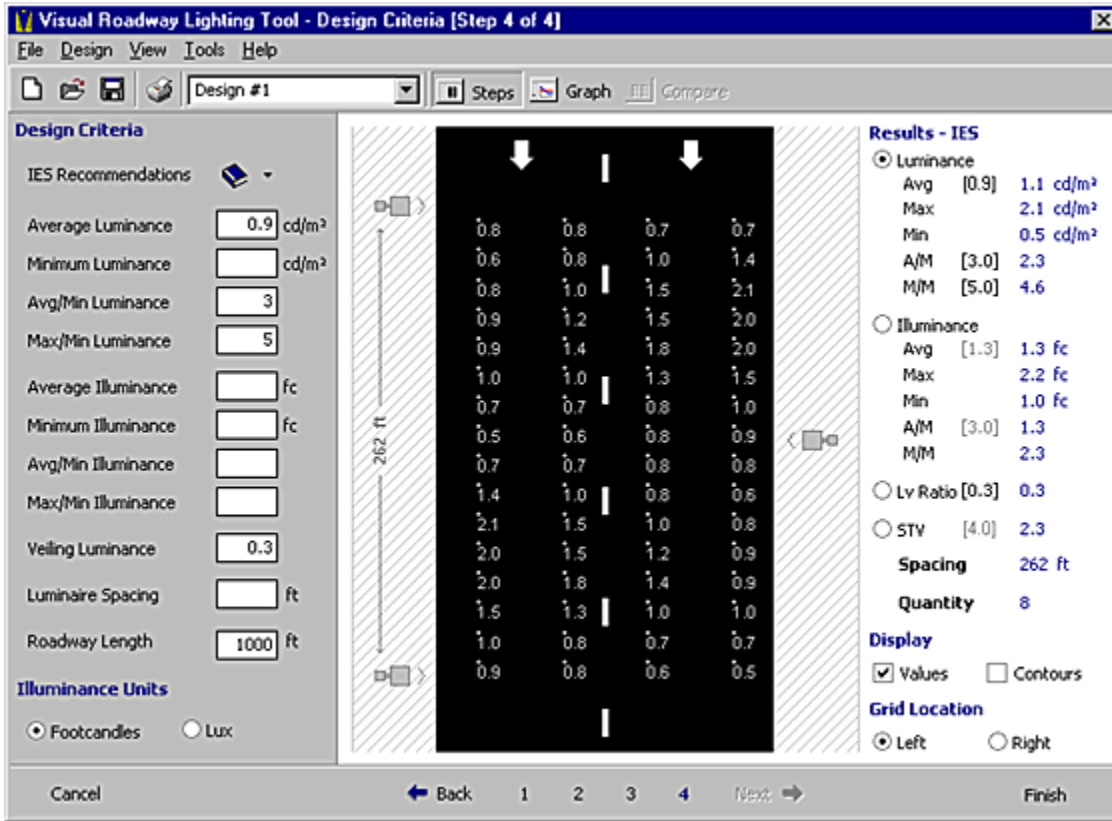 Visual Roadway Lighting Tool - Design Criteria [Step 4 of 4]
File Design View Tools Help
Design #1 Steps Graph Compare
Design Criteria
IES Recommendations
Average Luminance 0.9 cd/m²
Minimum Luminance cd/m²
Avg/Min Luminance 3
Max/Min Luminance 5
Average Illuminance fc
Minimum Illuminance fc
Avg/Min Illuminance
Max/Min Illuminance
Veiling Luminance 0.3
Luminaire Spacing ft
Roadway Length 1000 ft
Illuminance Units
Footcandles Lux
262 ft
0.8 0.8 0.7 0.7
0.6 0.8 1.0 1.4
0.8 1.0 1.5 2.1
0.9 1.2 1.5 2.0
0.9 1.4 1.8 2.0
1.0 1.0 1.3 1.5
0.7 0.7 0.8 1.0
0.5 0.6 0.8 0.9
0.7 0.7 0.8 0.8
1.4 1.0 0.8 0.6
2.1 1.5 1.0 0.8
2.0 1.5 1.2 0.9
2.0 1.8 1.4 0.9
1.5 1.3 1.0 1.0
1.0 0.8 0.7 0.7
0.9 0.8 0.6 0.5
Results - IES
Luminance
Avg [0.9] 1.1 cd/m²
Max 2.1 cd/m²
Min 0.5 cd/m²
A/M [3.0] 2.3
M/M [5.0] 4.6
Illuminance
Avg [1.3] 1.3 fc
Max 2.2 fc
Min 1.0 fc
A/M [3.0] 1.3
M/M 2.3
Lv Ratio [0.3] 0.3
STV [4.0] 2.3
Spacing 262 ft
Quantity 8
Display
Values Contours
Grid Location
Left Right
Cancel Back 1 2 3 4 Next Finish